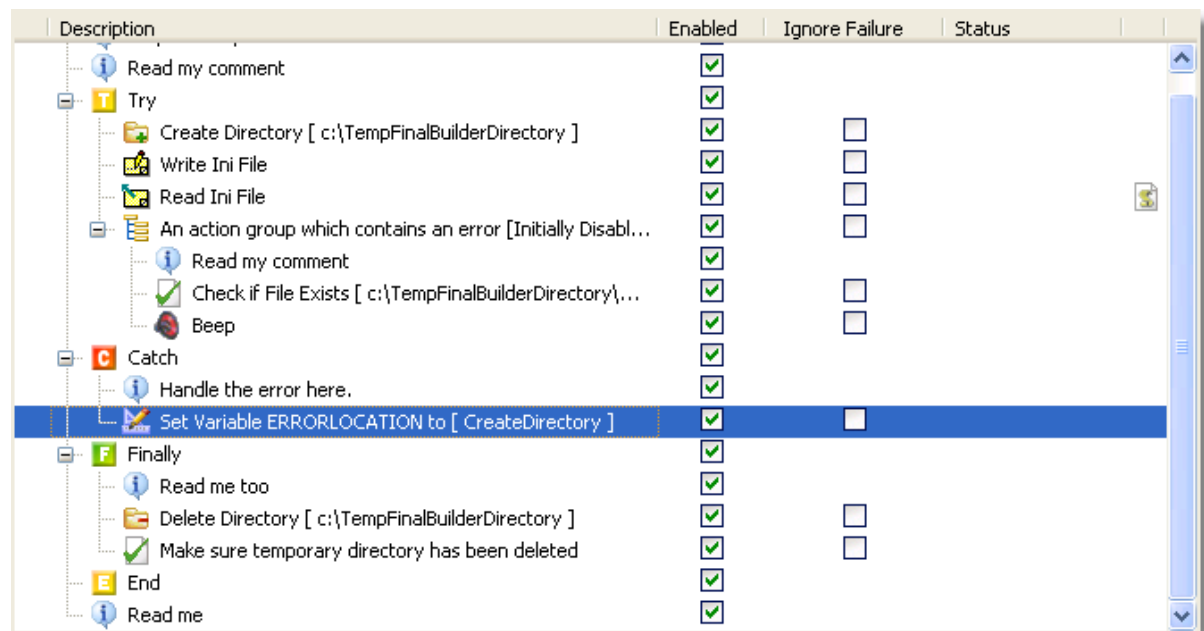 Description Enabled Ignore Failure Status
Read my comment
T Try
Create Directory [ c:\TempFinalBuilderDirectory ]
Write Ini File
Read Ini File
An action group which contains an error [Initially Disabl...
Read my comment
Check if File Exists [ c:\TempFinalBuilderDirectory\...
Beep
C Catch
Handle the error here.
Set Variable ERRORLOCATION to [ CreateDirectory ]
F Finally
Read me too
Delete Directory [ c:\TempFinalBuilderDirectory ]
Make sure temporary directory has been deleted
E End
Read me